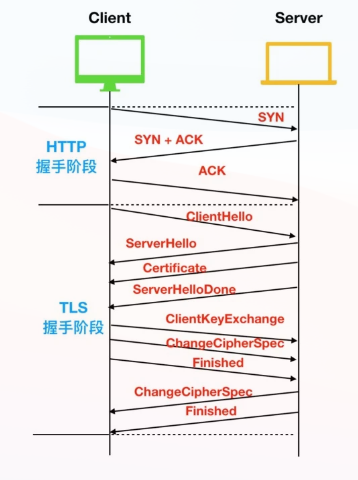 Client
Server
SYN
SYN + ACK
HTTP
握手阶段
ACK
ClientHello
ServerHello
Certificate
ServerHelloDone
TLS
握手阶段
ClientKeyExchange
ChangeCipherSpec
Finished
ChangeCipherSpec
Finished